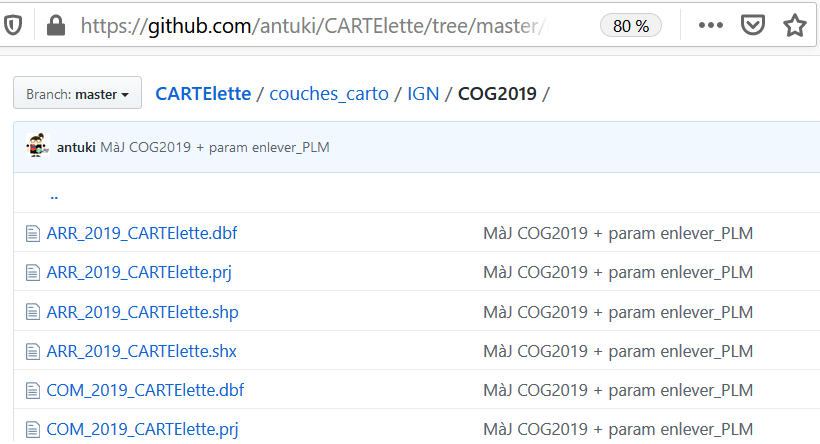 https://github.com/antuki/CARTElette/tree/master/
80 %
Branch: master
CARTElette / couches_carto / IGN / COG2019 /
antuki MàJ COG2019 + param enlever_PLM
..
ARR_2019_CARTElette.dbf MàJ COG2019 + param enlever_PLM
ARR_2019_CARTElette.prj MàJ COG2019 + param enlever_PLM
ARR_2019_CARTElette.shp MàJ COG2019 + param enlever_PLM
ARR_2019_CARTElette.shx MàJ COG2019 + param enlever_PLM
COM_2019_CARTElette.dbf MàJ COG2019 + param enlever_PLM
COM_2019_CARTElette.prj MàJ COG2019 + param enlever_PLM